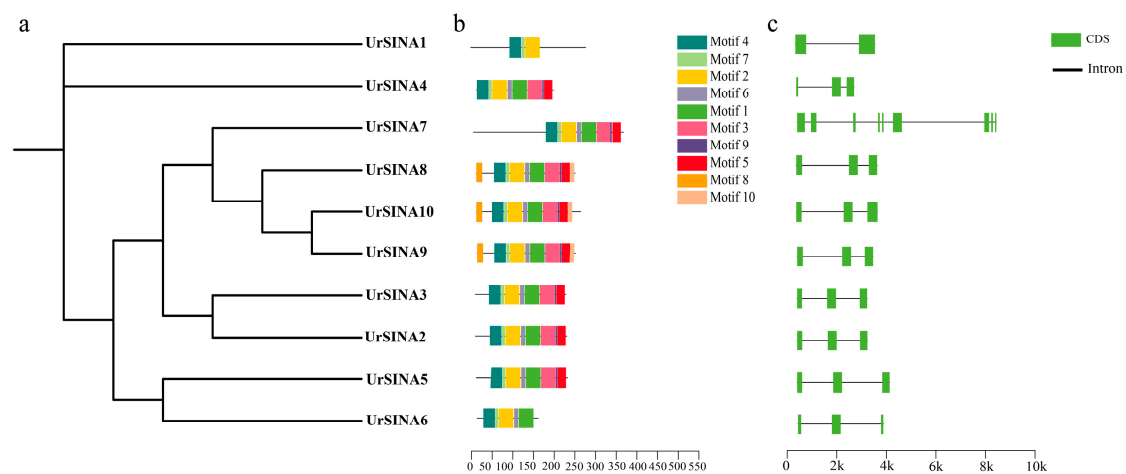 a
b
c
UrSINA1
UrSINA4
UrSINA7
UrSINA8
UrSINA10
UrSINA9
UrSINA3
UrSINA2
UrSINA5
UrSINA6
Motif 4
Motif 7
Motif 2
Motif 6
Motif 1
Motif 3
Motif 9
Motif 5
Motif 8
Motif 10
0 50 100 150 200 250 300 350 400 450 500 550
CDS
Intron
0 2k 4k 6k 8k 10k